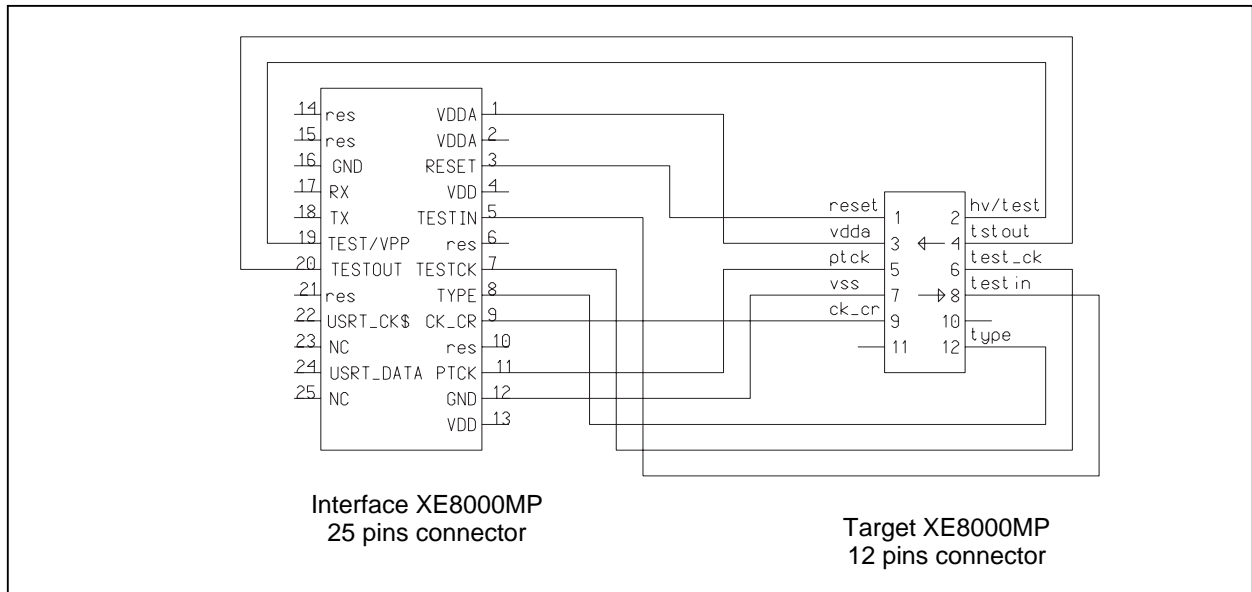 14 res VDDA 1
15 res VDDA 2
16 GND RESET 3
17 RX VDD 4
18 TX TESTIN 5
19 TEST/VPP res 6
20 TESTOUT TESTCK 7
21 res TYPE 8
22 USRT_CK$ CK_CR 9
23 NC res 10
24 USRT_DATA PTCK 11
25 NC GND 12
VDD 13
reset 1 2 hv/test
vdda 3 4 tstout
ptck 5 6 test_ck
vss 7 8 testin
ck_cr 9 10
11 12 type
Interface XE8000MP
25 pins connector
Target XE8000MP
12 pins connector